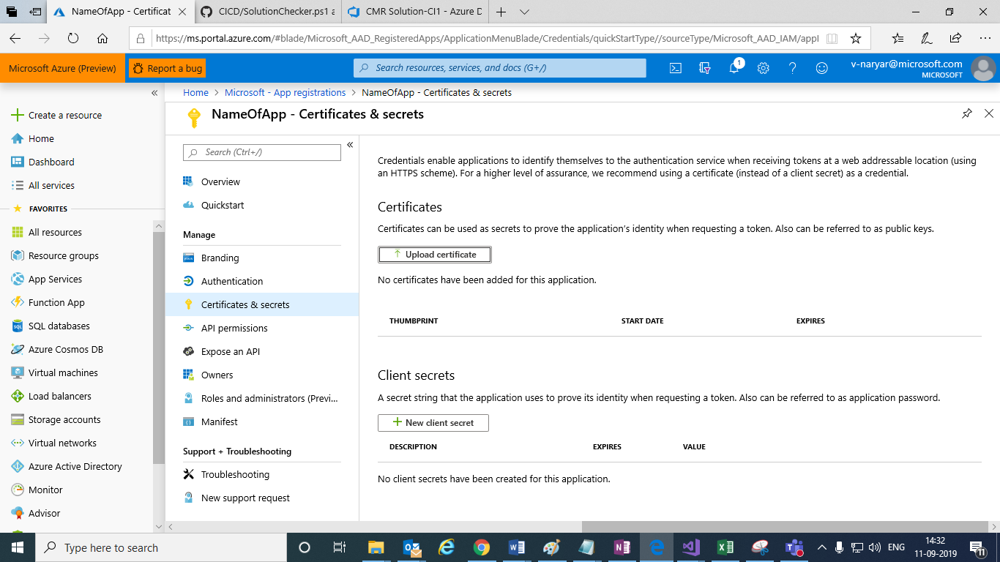 NameOfApp - Certificat
CICD/SolutionChecker.ps1 a
CMR Solution-CI1 - Azure D
https://ms.portal.azure.com/#blade/Microsoft_AAD_RegisteredApps/ApplicationMenuBlade/Credentials/quickStartType//sourceType/Microsoft_AAD_IAM/appI
Microsoft Azure (Preview)
Report a bug
Search resources, services, and docs (G+/)
1
v-naryar@microsoft.com
MICROSOFT
«
Create a resource
Home
Dashboard
All services
FAVORITES
All resources
Resource groups
App Services
Function App
SQL databases
Azure Cosmos DB
Virtual machines
Load balancers
Storage accounts
Virtual networks
Azure Active Directory
Monitor
Advisor
Home > Microsoft - App registrations > NameOfApp - Certificates & secrets
NameOfApp - Certificates & secrets
Search (Ctrl+/)
«
Overview
Quickstart
Manage
Branding
Authentication
Certificates & secrets
API permissions
Expose an API
Owners
Roles and administrators (Previ...
Manifest
Support + Troubleshooting
Troubleshooting
New support request
Credentials enable applications to identify themselves to the authentication service when receiving tokens at a web addressable location (using
an HTTPS scheme). For a higher level of assurance, we recommend using a certificate (instead of a client secret) as a credential.
Certificates
Certificates can be used as secrets to prove the application's identity when requesting a token. Also can be referred to as public keys.
Upload certificate
No certificates have been added for this application.
THUMBPRINT START DATE EXPIRES
Client secrets
A secret string that the application uses to prove its identity when requesting a token. Also can be referred to as application password.
New client secret
DESCRIPTION EXPIRES VALUE
No client secrets have been created for this application.
Type here to search
ENG
14:32
11-09-2019
11